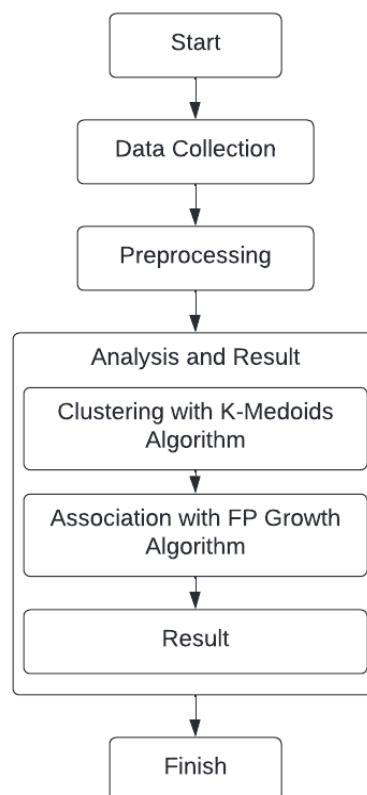 Start
Data Collection
Preprocessing
Analysis and Result
Clustering with K-Medoids
Algorithm
Association with FP Growth
Algorithm
Result
Finish